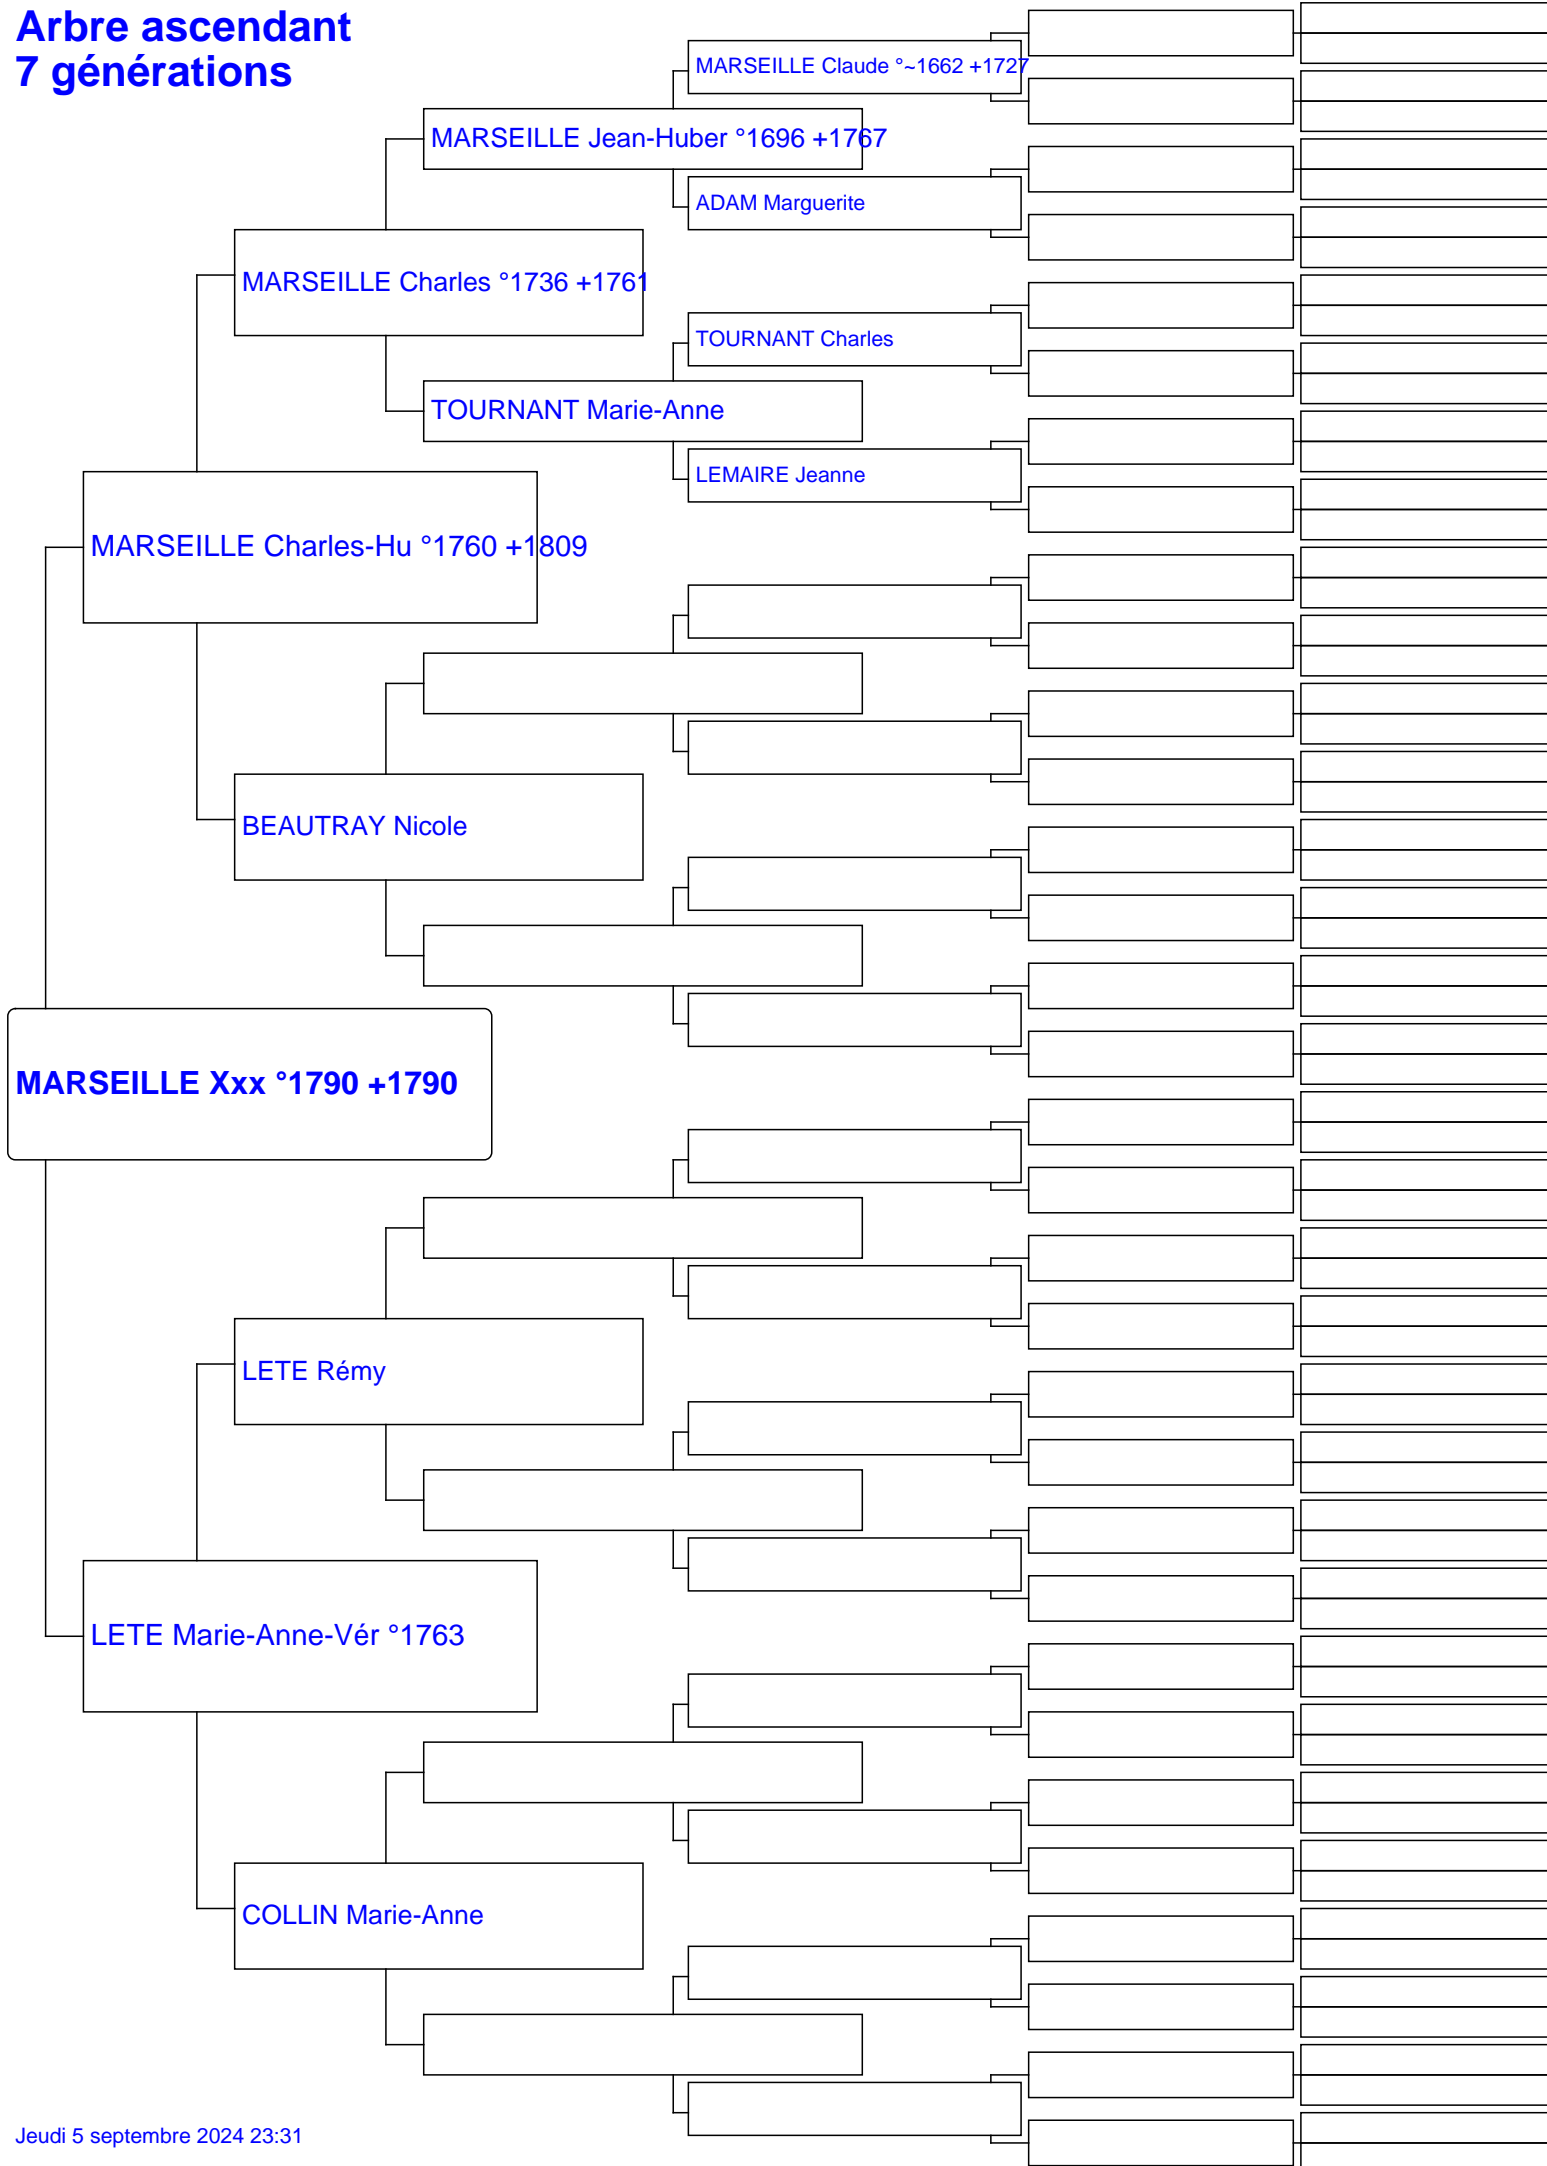 Arbre ascendant
7 générations
MARSEILLE Claude °~1662 +1727
MARSEILLE Jean-Huber °1696 +1767
ADAM Marguerite
MARSEILLE Charles °1736 +1761
TOURNANT Charles
TOURNANT Marie-Anne
LEMAIRE Jeanne
MARSEILLE Charles-Hu °1760 +1809
BEAUTRAY Nicole
MARSEILLE Xxx °1790 +1790
LETE Rémy
LETE Marie-Anne-Vér °1763
COLLIN Marie-Anne
Jeudi 5 septembre 2024 23:31